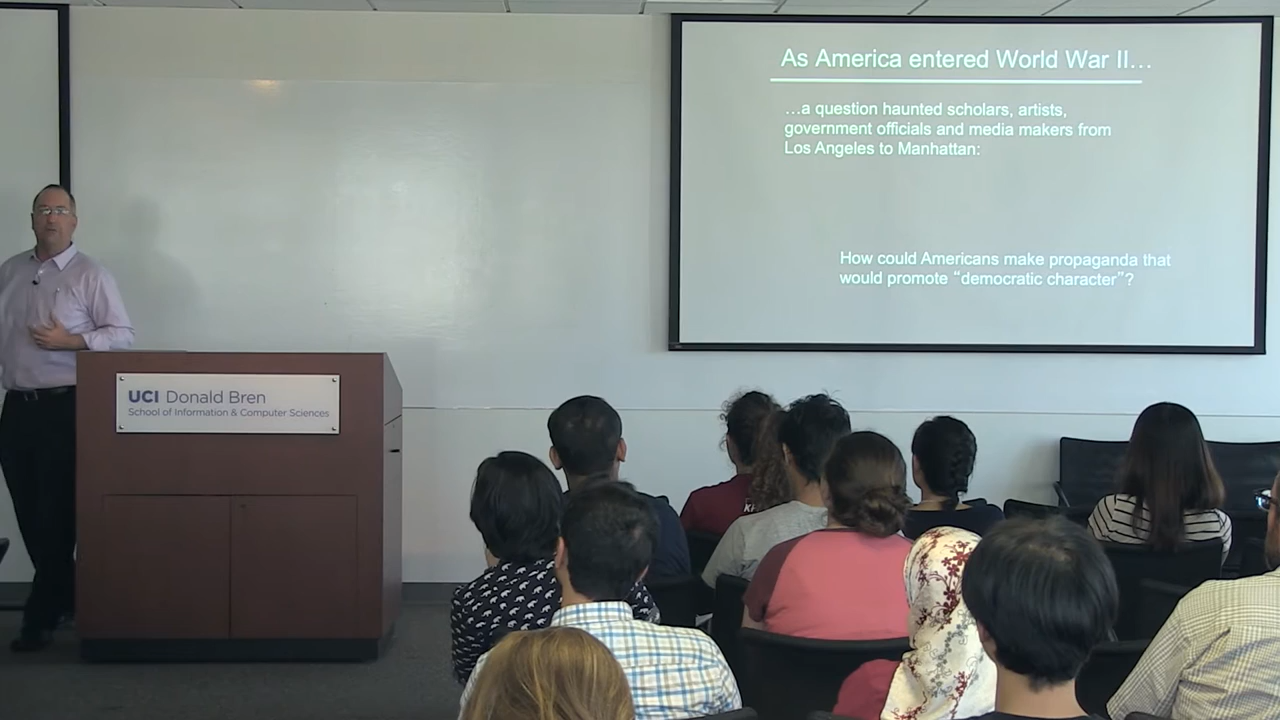 As America entered World War II…
…a question haunted scholars, artists,
government officials and media makers from
Los Angeles to Manhattan:
How could Americans make propaganda that
would promote “democratic character”?
UCI Donald Bren
School of Information & Computer Sciences